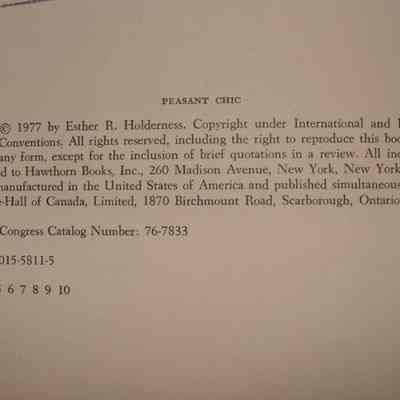 PEASANT CHIC
© 1977 by Esther R. Holderness. Copyright under International and
Conventions. All rights reserved, including the right to reproduce this
any form, except for the inclusion of brief quotations in a review. All
to Hawthorn Books, Inc., 260 Madison Avenue, New York, New York
manufactured in the United States of America and published
-Hall of Canada, Limited, 1870 Birchmount Road, Scarborough, Ontario
Congress Catalog Number: 76-7833
015-5811-5
6 7 8 9 10